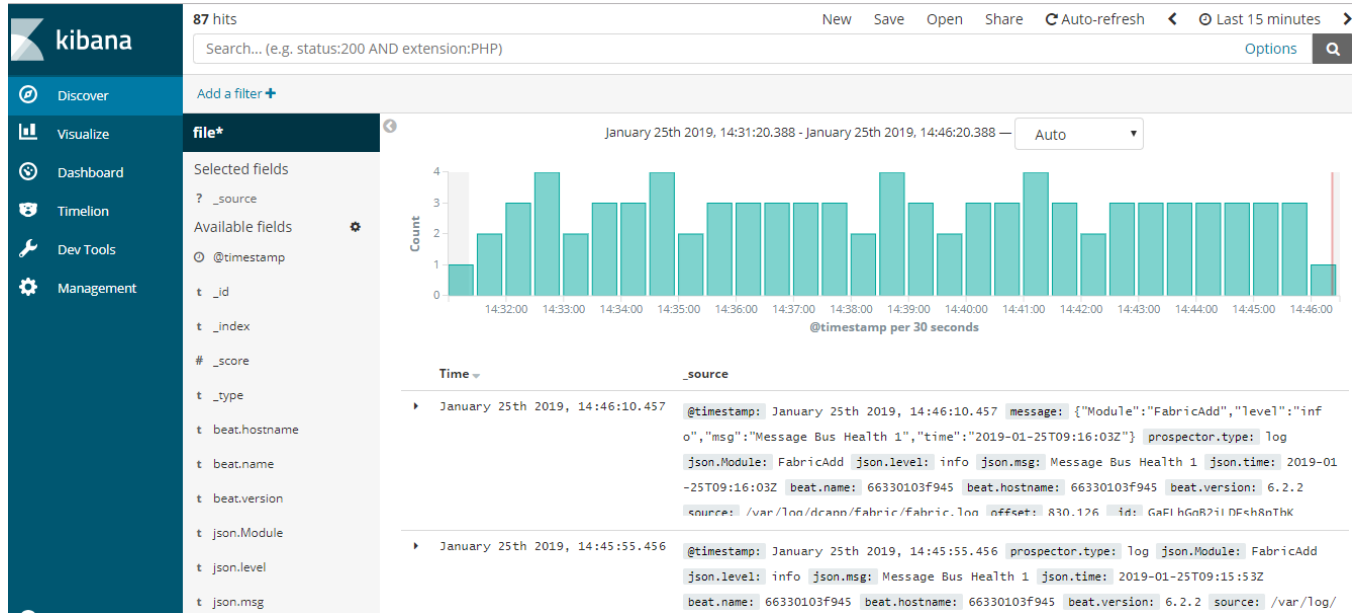 87 hits
New Save Open Share Auto-refresh Last 15 minutes
kibana
Search... (e.g. status:200 AND extension:PHP)
Options
Discover
Visualize
Dashboard
Timelion
Dev Tools
Management
Add a filter
file*
Selected fields
? _source
Available fields
@timestamp
t _id
t _index
# _score
t _type
t beat.hostname
t beat.name
t beat.version
t json.Module
t json.level
t json.msg
January 25th 2019, 14:31:20.388 - January 25th 2019, 14:46:20.388 — Auto
Count
4
3
2
1
0
14:32:00 14:33:00 14:34:00 14:35:00 14:36:00 14:37:00 14:38:00 14:39:00 14:40:00 14:41:00 14:42:00 14:43:00 14:44:00 14:45:00 14:46:00
@timestamp per 30 seconds
Time _source
January 25th 2019, 14:46:10.457
@timestamp: January 25th 2019, 14:46:10.457 message: {"Module":"FabricAdd","level":"inf
o","msg":"Message Bus Health 1","time":"2019-01-25T09:16:03Z"} prospector.type: log
json.Module: FabricAdd json.level: info json.msg: Message Bus Health 1 json.time: 2019-01
-25T09:16:03Z beat.name: 66330103f945 beat.hostname: 66330103f945 beat.version: 6.2.2
source: /var/log/dcapp/fabric/fabric.log offset: 830,126 _id:
January 25th 2019, 14:45:55.456
@timestamp: January 25th 2019, 14:45:55.456 prospector.type: log json.Module: FabricAdd
json.level: info json.msg: Message Bus Health 1 json.time: 2019-01-25T09:15:53Z
beat.name: 66330103f945 beat.hostname: 66330103f945 beat.version: 6.2.2 source: /var/log/